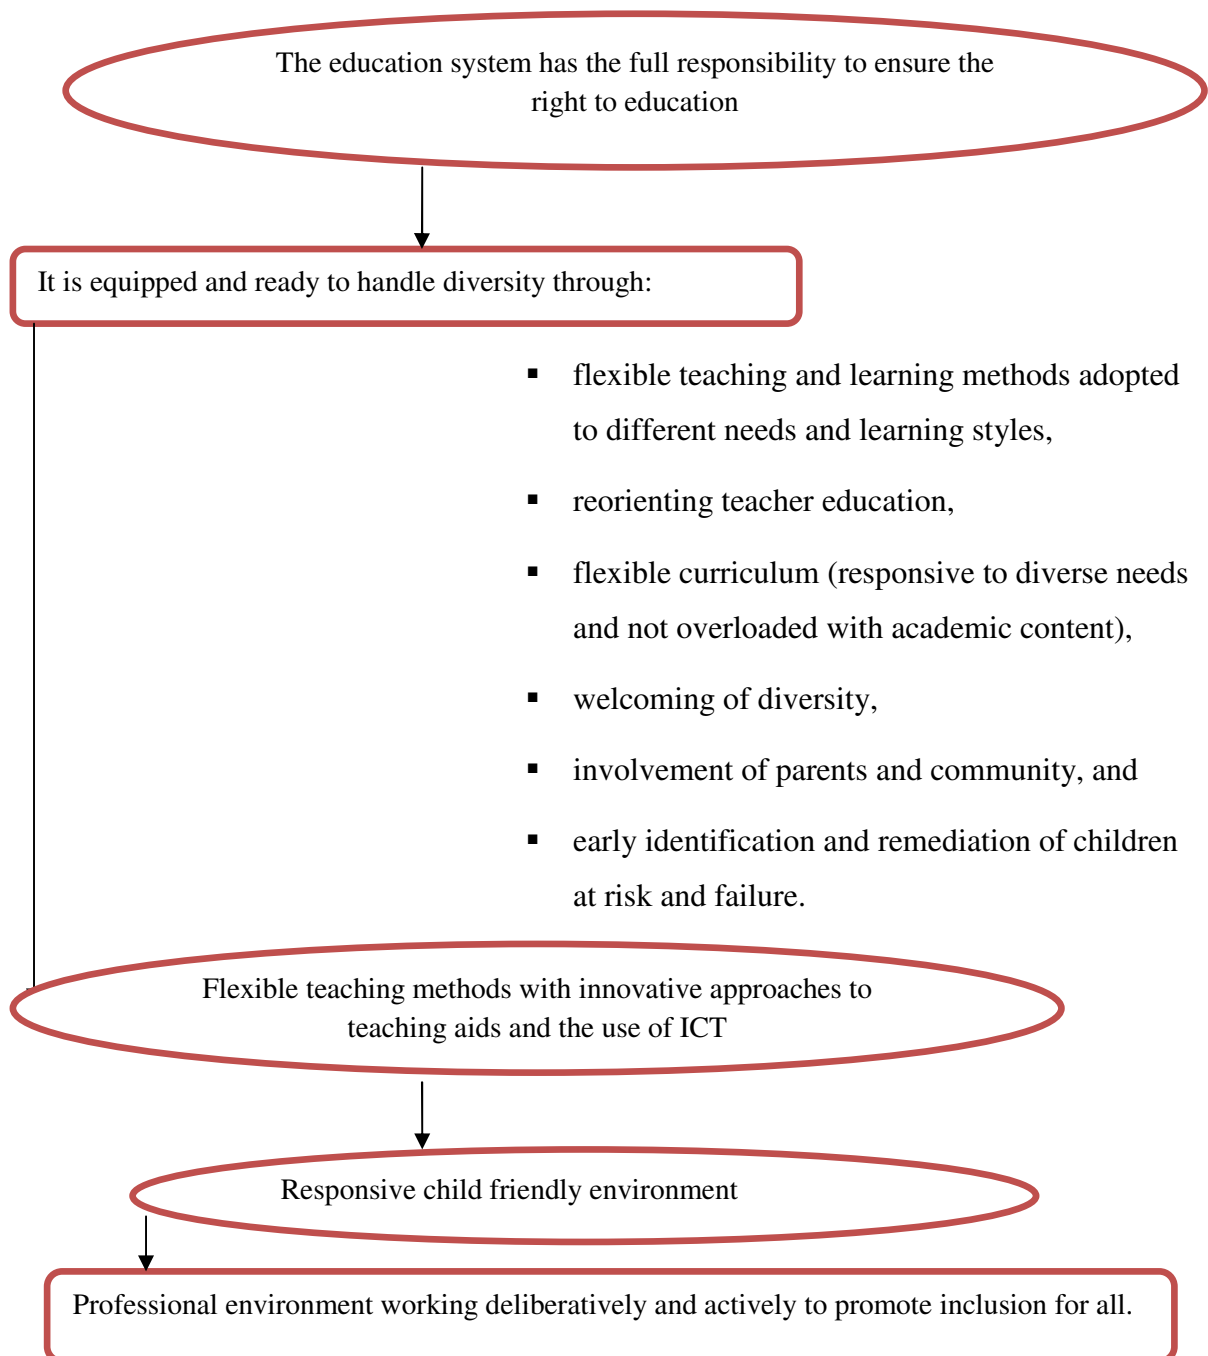 The education system has the full responsibility to ensure the
right to education
It is equipped and ready to handle diversity through:
▪ flexible teaching and learning methods adopted
to different needs and learning styles,
▪ reorienting teacher education,
▪ flexible curriculum (responsive to diverse needs
and not overloaded with academic content),
▪ welcoming of diversity,
▪ involvement of parents and community, and
▪ early identification and remediation of children
at risk and failure.
Flexible teaching methods with innovative approaches to
teaching aids and the use of ICT
Responsive child friendly environment
Professional environment working deliberatively and actively to promote inclusion for all.